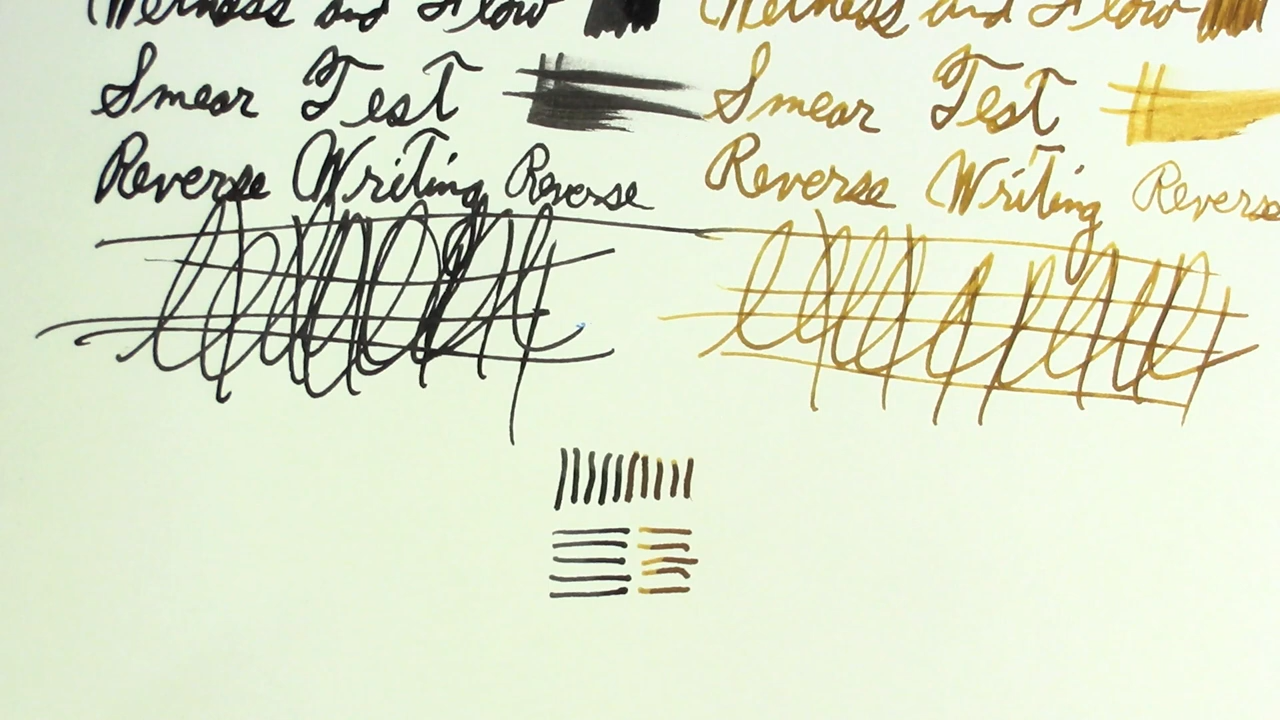 Wetness and Flow Wetness and Flow
Smear Test Smear Test
Reverse Writing Reverse Reverse Writing Reverse